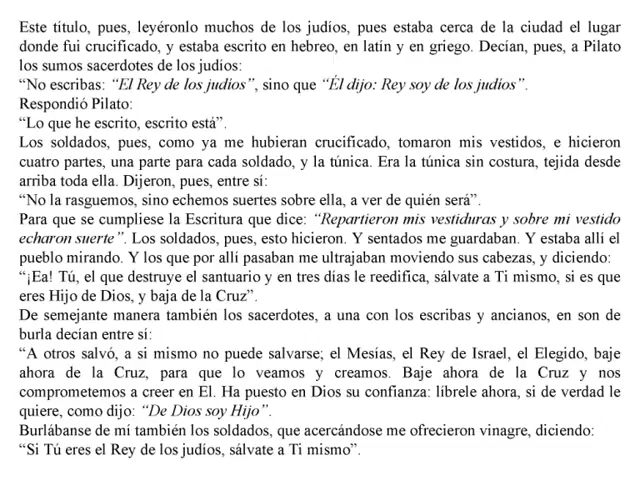 Este título, pues, leyéronlo muchos de los judíos, pues estaba cerca de la ciudad el lugar
donde fui crucificado, y estaba escrito en hebreo, en latín y en griego. Decían, pues, a Pilato
los sumos sacerdotes de los judíos:
“No escribas: “El Rey de los judíos”, sino que “Él dijo: Rey soy de los judíos”.
Respondió Pilato:
“Lo que he escrito, escrito está”.
Los soldados, pues, como ya me hubieran crucificado, tomaron mis vestidos, e hicieron
cuatro partes, una parte para cada soldado, y la túnica. Era la túnica sin costura, tejida desde
arriba toda ella. Dijeron, pues, entre sí:
“No la rasguemos, sino echemos suertes sobre ella, a ver de quién será”.
Para que se cumpliese la Escritura que dice: “Repartieron mis vestiduras y sobre mi vestido
echaron suerte”. Los soldados, pues, esto hicieron. Y sentados me guardaban. Y estaba allí el
pueblo mirando. Y los que por allí pasaban me ultrajaban moviendo sus cabezas, y diciendo:
“¡Ea! Tú, el que destruye el santuario y en tres días le reedifica, sálvate a Ti mismo, si es que
eres Hijo de Dios, y baja de la Cruz”.
De semejante manera también los sacerdotes, a una con los escribas y ancianos, en son de
burla decían entre sí:
“A otros salvó, a si mismo no puede salvarse; el Mesías, el Rey de Israel, el Elegido, baje
ahora de la Cruz, para que lo veamos y creamos. Baje ahora de la Cruz y nos
comprometemos a creer en El. Ha puesto en Dios su confianza: líbrele ahora, si de verdad le
quiere, como dijo: “De Dios soy Hijo”.
Burlábanse de mí también los soldados, que acercándose me ofrecieron vinagre, diciendo:
“Si Tú eres el Rey de los judíos, sálvate a Ti mismo”.